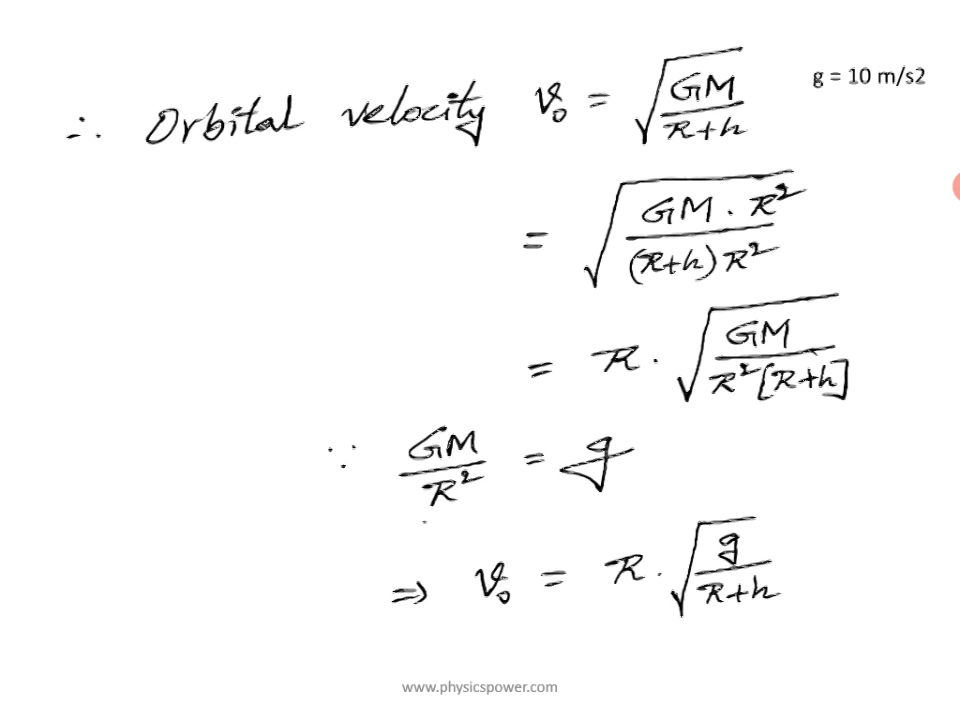 ∴ Orbital velocity v₀ = √(GM/(R+h))
g = 10 m/s2
= √(GM . R²/((R+h) R²))
= R . √(GM/(R²[R+h]))
∵ GM/R² = g
⇒ v₀ = R . √(g/(R+h))
www.physicspower.com